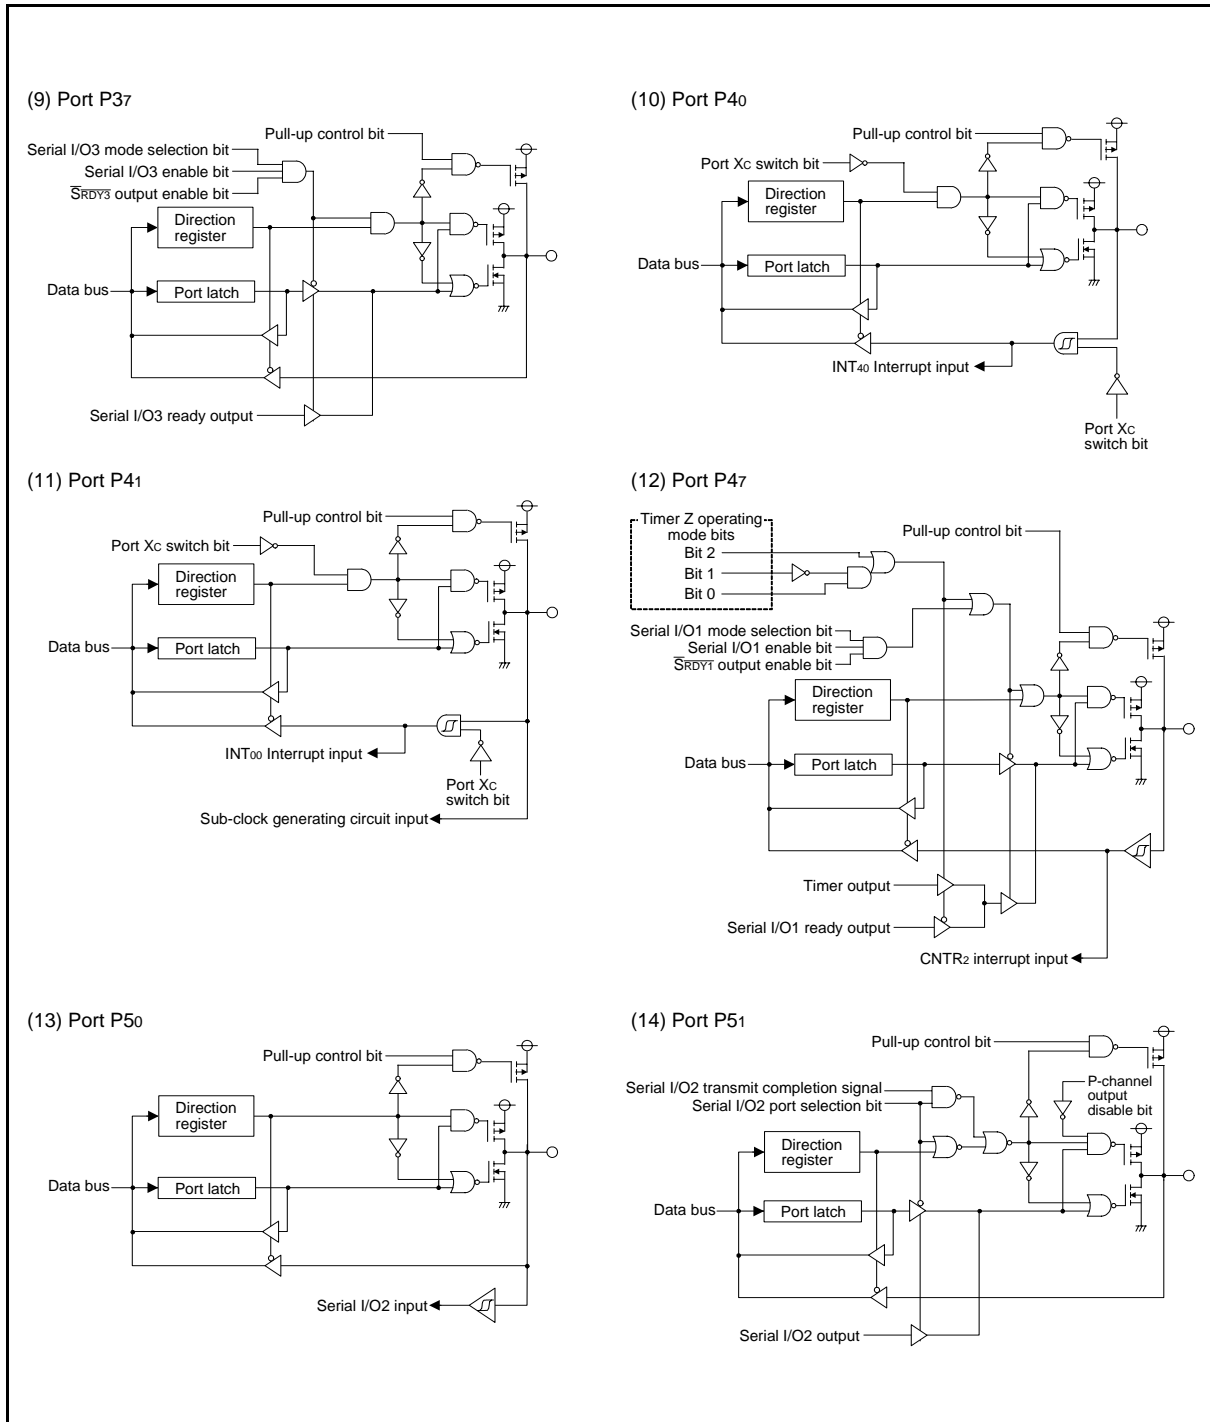 (9) Port P37
Pull-up control bit
Serial I/O3 mode selection bit
Serial I/O3 enable bit
SRDY3 output enable bit
Direction
register
Data bus
Port latch
Serial I/O3 ready output
(10) Port P40
Pull-up control bit
Port XC switch bit
Direction
register
Data bus
Port latch
INT40 Interrupt input
Port XC
switch bit
(11) Port P41
Pull-up control bit
Port XC switch bit
Direction
register
Data bus
Port latch
INT00 Interrupt input
Port XC
switch bit
Sub-clock generating circuit input
(12) Port P47
Timer Z operating
mode bits
Bit 2
Bit 1
Bit 0
Pull-up control bit
Serial I/O1 mode selection bit
Serial I/O1 enable bit
SRDY1 output enable bit
Direction
register
Data bus
Port latch
Timer output
Serial I/O1 ready output
CNTR2 interrupt input
(13) Port P50
Pull-up control bit
Direction
register
Data bus
Port latch
Serial I/O2 input
(14) Port P51
Pull-up control bit
Serial I/O2 transmit completion signal
Serial I/O2 port selection bit
P-channel
output
disable bit
Direction
register
Data bus
Port latch
Serial I/O2 output